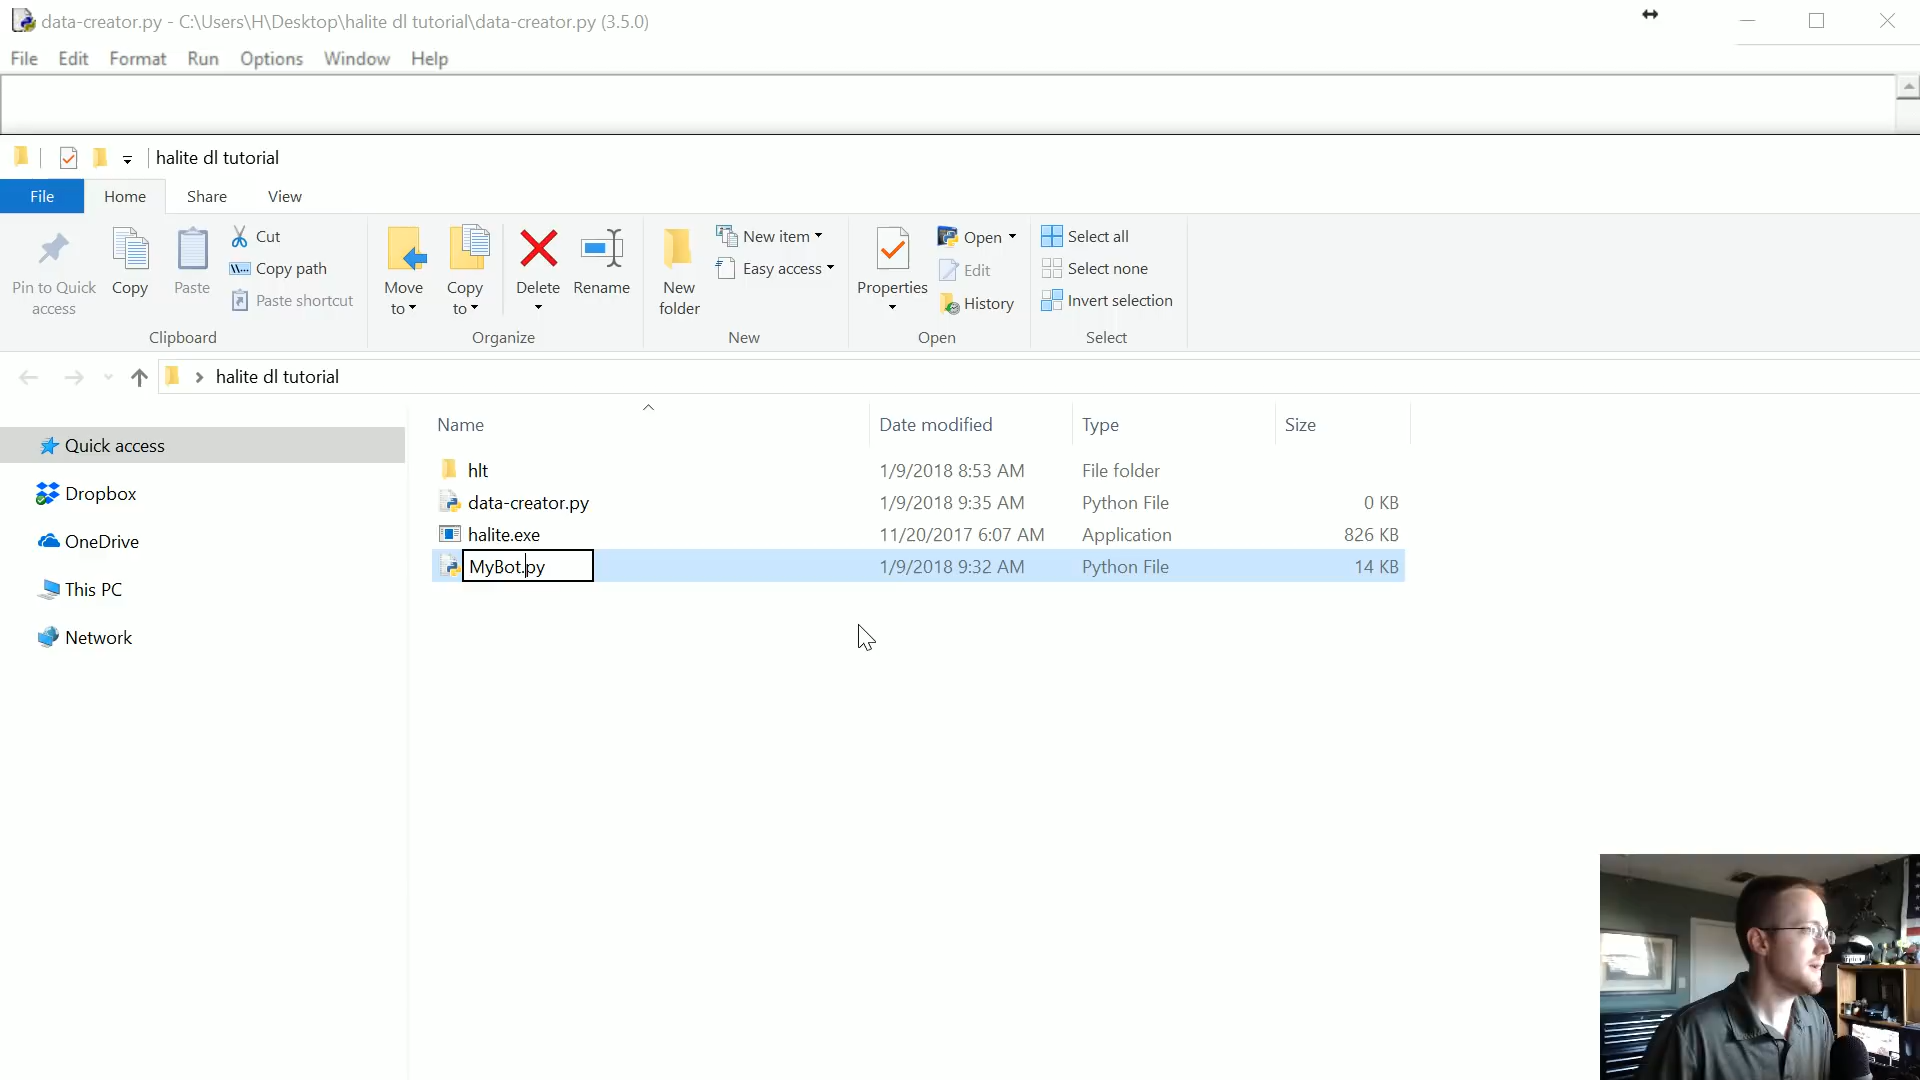 data-creator.py - C:\Users\H\Desktop\halite dl tutorial\data-creator.py (3.5.0)
File Edit Format Run Options Window Help
halite dl tutorial
File Home Share View
Pin to Quick access
Copy
Paste
Cut
Copy path
Paste shortcut
Clipboard
Move to
Copy to
Delete
Rename
Organize
New folder
New item
Easy access
New
Properties
Open
Edit
History
Open
Select all
Select none
Invert selection
Select
halite dl tutorial
Quick access
Dropbox
OneDrive
This PC
Network
Name Date modified Type Size
hlt 1/9/2018 8:53 AM File folder
data-creator.py 1/9/2018 9:35 AM Python File 0 KB
halite.exe 11/20/2017 6:07 AM Application 826 KB
MyBot.py 1/9/2018 9:32 AM Python File 14 KB